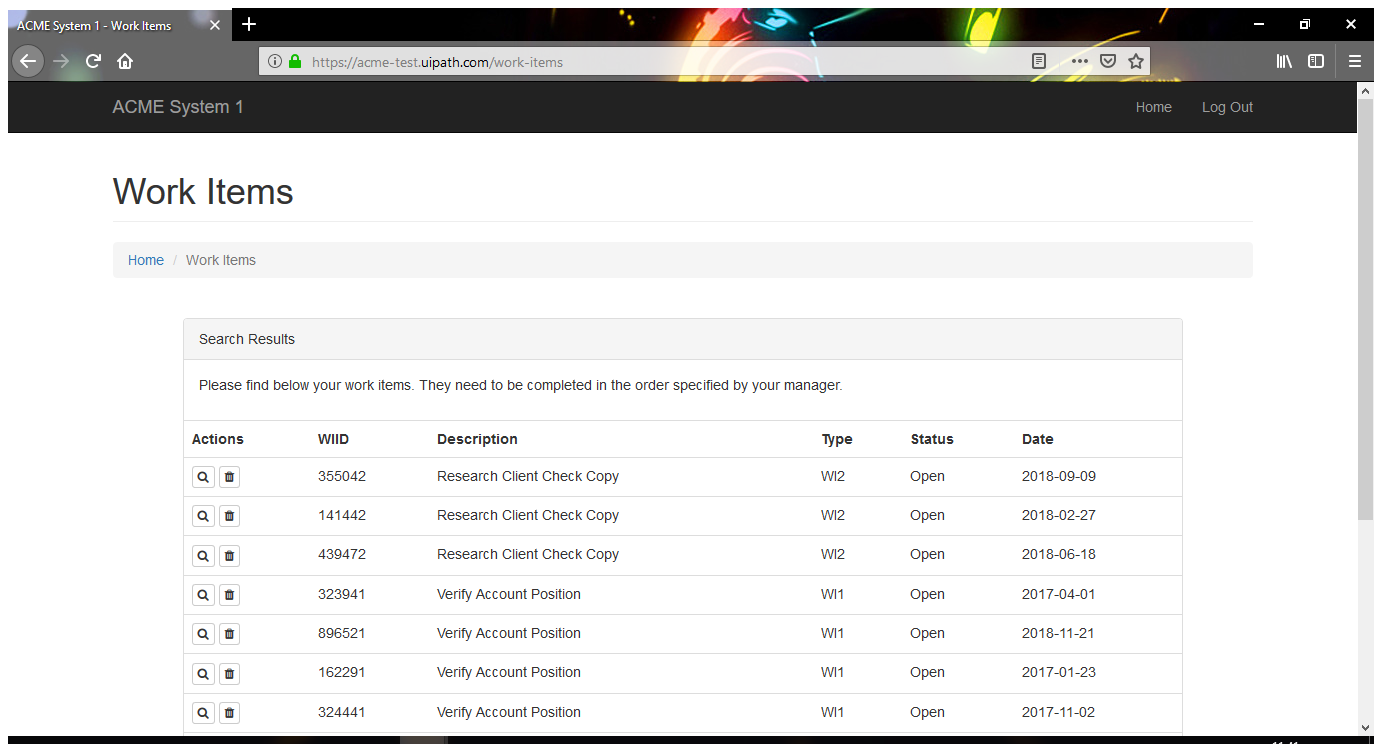 ACME System 1 - Work Items
https://acme-test.uipath.com/work-items
ACME System 1 Home Log Out
Work Items
Home / Work Items
Search Results
Please find below your work items. They need to be completed in the order specified by your manager.
Actions WIID Description Type Status Date
355042 Research Client Check Copy WI2 Open 2018-09-09
141442 Research Client Check Copy WI2 Open 2018-02-27
439472 Research Client Check Copy WI2 Open 2018-06-18
323941 Verify Account Position WI1 Open 2017-04-01
896521 Verify Account Position WI1 Open 2018-11-21
162291 Verify Account Position WI1 Open 2017-01-23
324441 Verify Account Position WI1 Open 2017-11-02